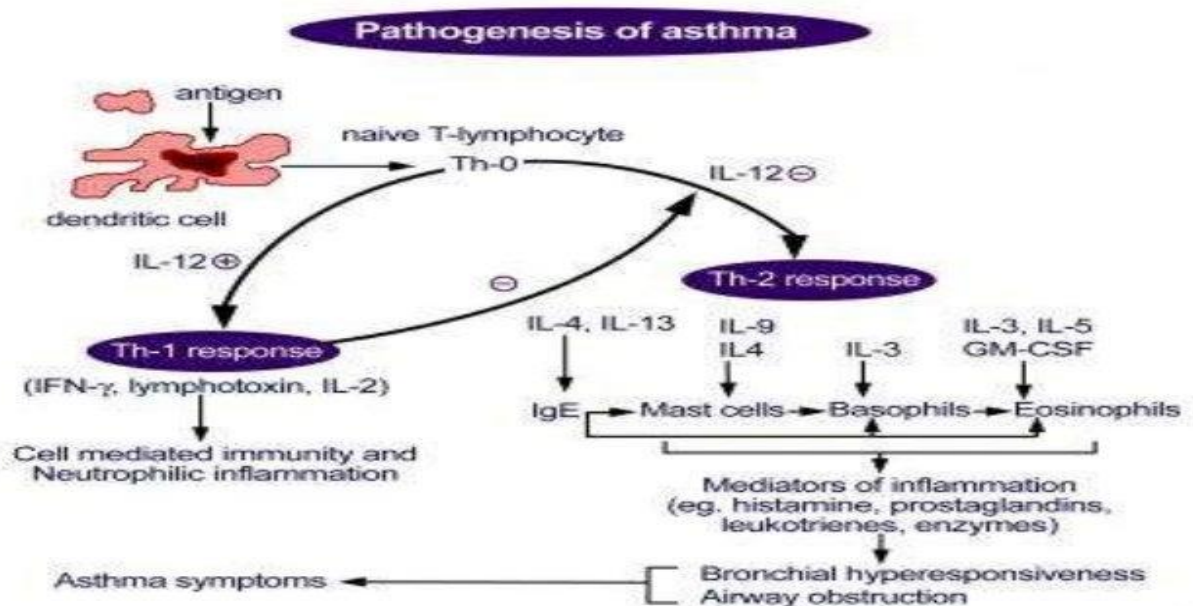 Pathogenesis of asthma
antigen
naive T-lymphocyte
Th-0
IL-12 ⊖
dendritic cell
IL-12 ⊕
Th-2 response
⊖
IL-4, IL-13
IL-9
IL4
IL-3
IL-3, IL-5
GM-CSF
Th-1 response
(IFN-γ, lymphotoxin, IL-2)
IgE
Mast cells
Basophils
Eosinophils
Cell mediated immunity and
Neutrophilic inflammation
Mediators of inflammation
(eg. histamine, prostaglandins,
leukotrienes, enzymes)
Asthma symptoms
Bronchial hyperesponsiveness
Airway obstruction